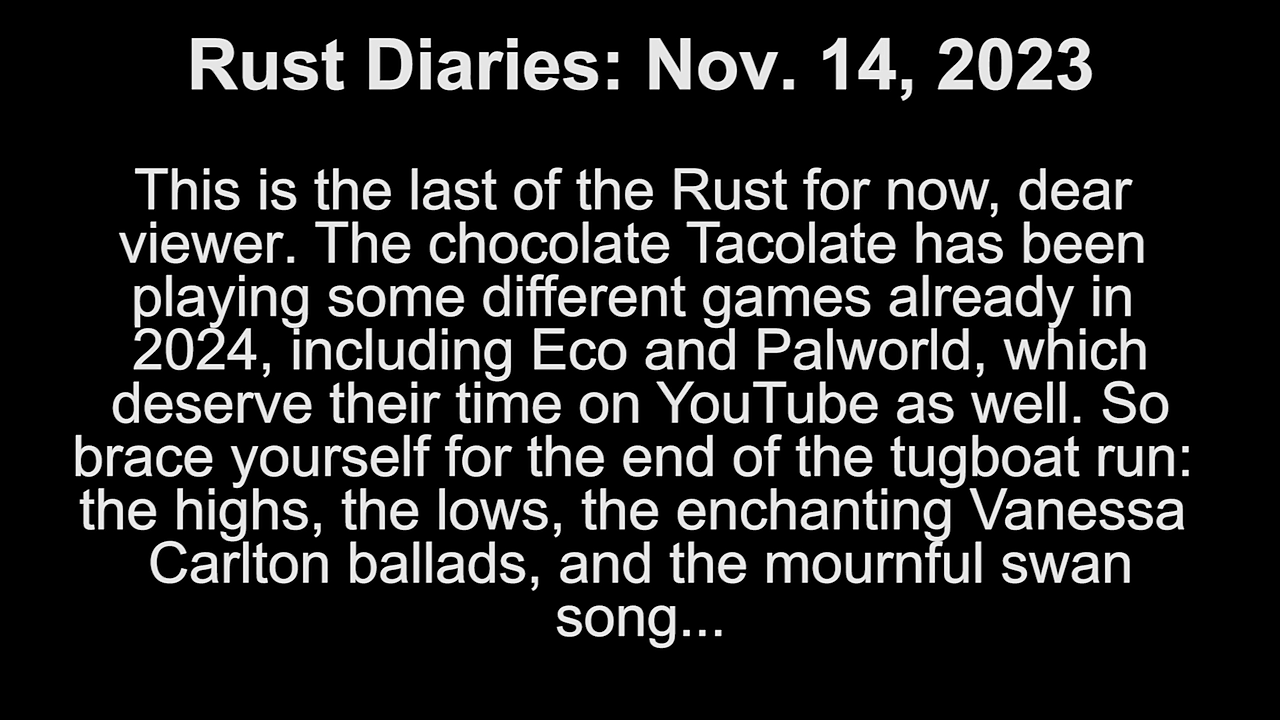 Rust Diaries: Nov. 14, 2023
This is the last of the Rust for now, dear
viewer. The chocolate Tacolate has been
playing some different games already in
2024, including Eco and Palworld, which
deserve their time on YouTube as well. So
brace yourself for the end of the tugboat run:
the highs, the lows, the enchanting Vanessa
Carlton ballads, and the mournful swan
song...